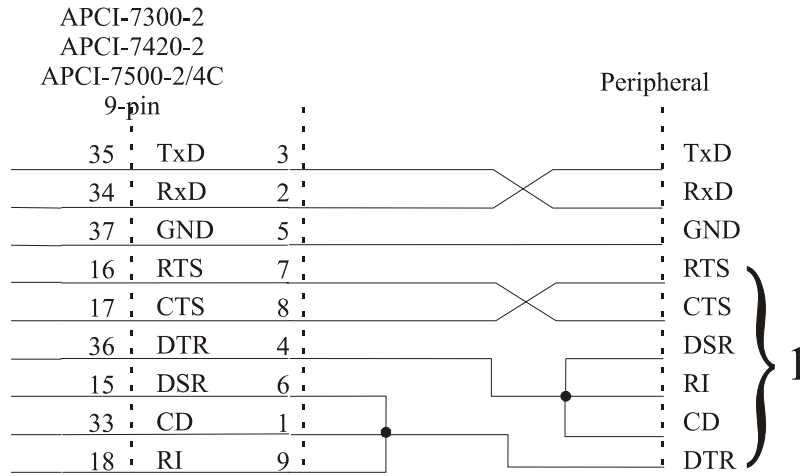 APCI-7300-2
APCI-7420-2
APCI-7500-2/4C
9-pin
Peripheral
35 TxD 3 TxD
34 RxD 2 RxD
37 GND 5 GND
16 RTS 7 RTS
17 CTS 8 CTS
36 DTR 4 DSR
15 DSR 6 RI
33 CD 1 CD
18 RI 9 DTR
1